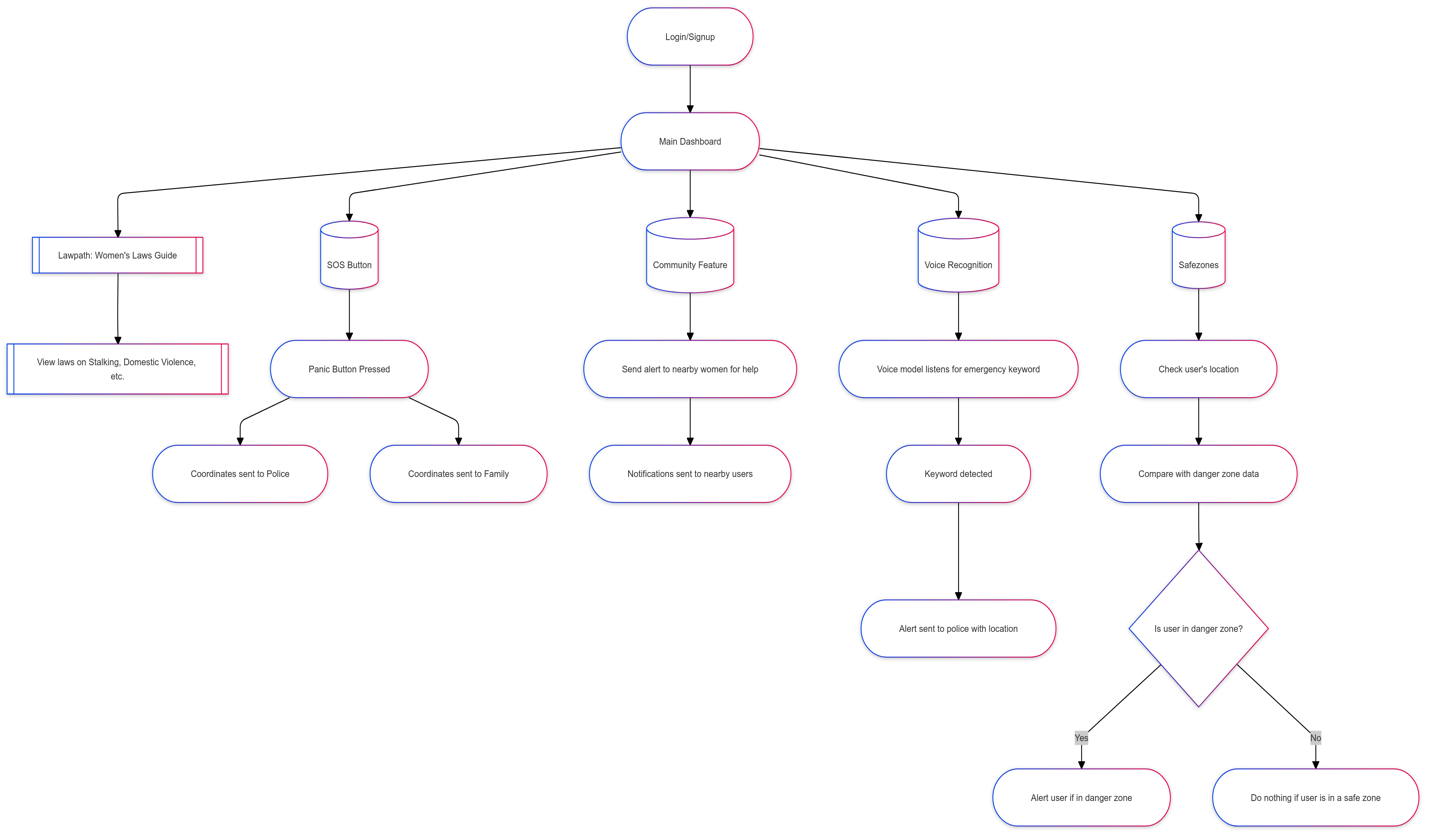 Login/Signup
Main Dashboard
Lawpath: Women's Laws Guide
SOS Button
Community Feature
Voice Recognition
Safezones
View laws on Stalking, Domestic Violence,
etc.
Panic Button Pressed
Send alert to nearby women for help
Voice model listens for emergency keyword
Check user's location
Coordinates sent to Police
Coordinates sent to Family
Notifications sent to nearby users
Keyword detected
Compare with danger zone data
Alert sent to police with location
Is user in danger zone?
Yes
No
Alert user if in danger zone
Do nothing if user is in a safe zone